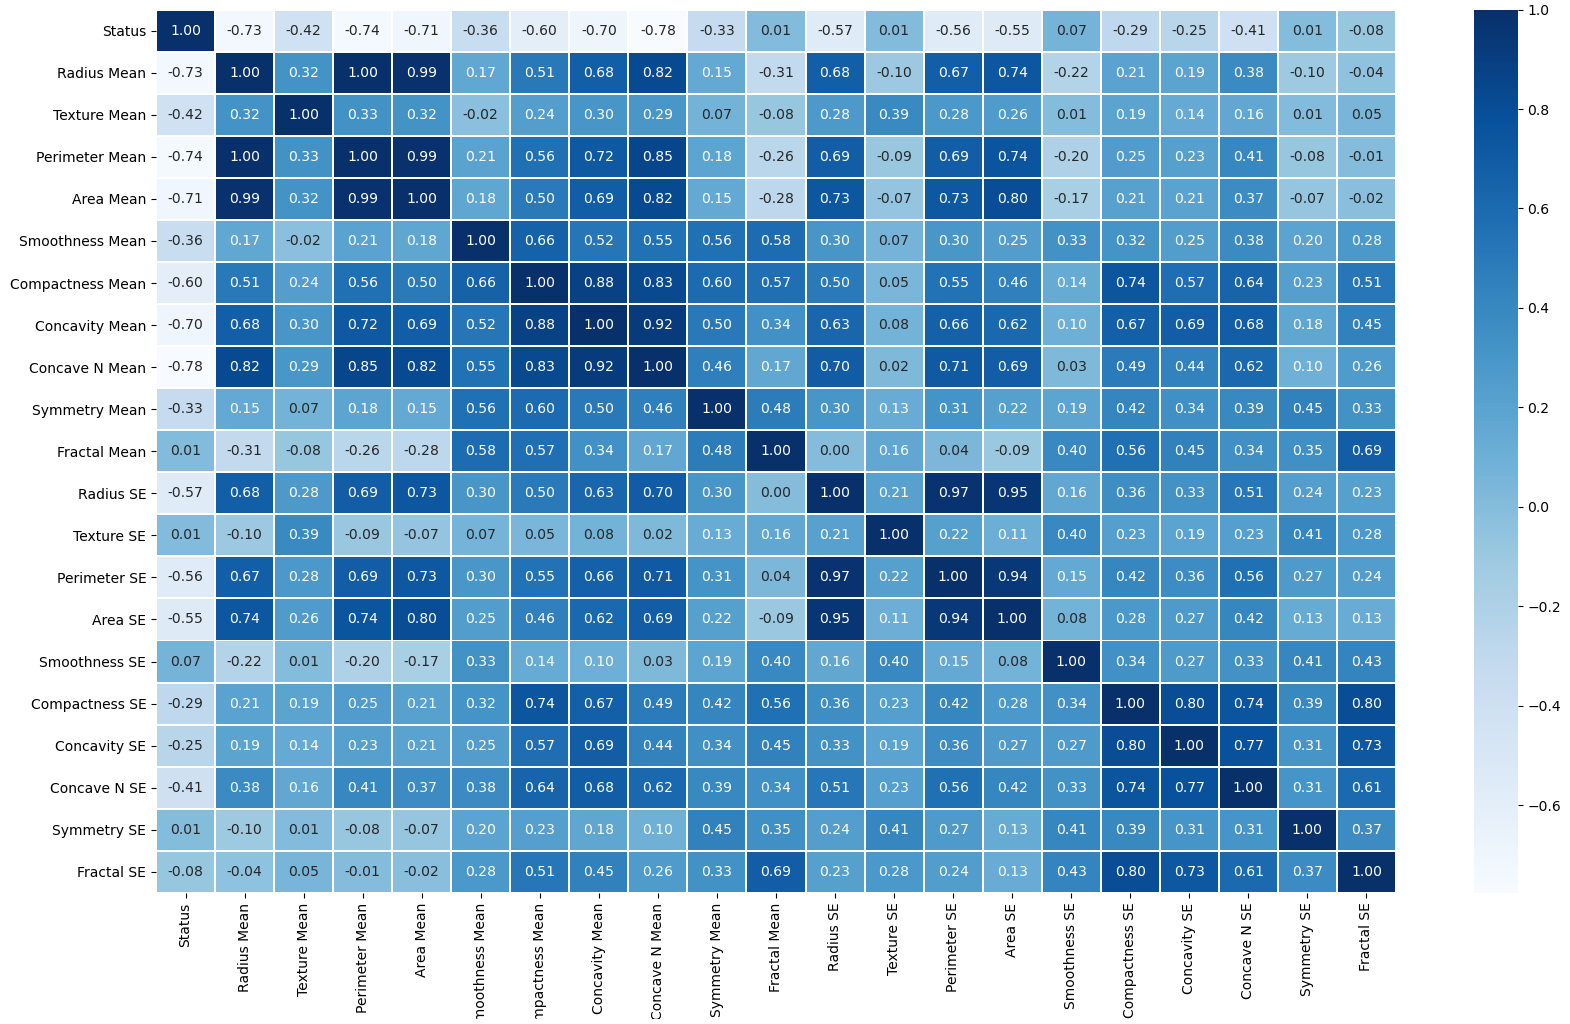 Status 1.00 -0.73 -0.42 -0.74 -0.71 -0.36 -0.60 -0.70 -0.78 -0.33 0.01 -0.57 0.01 -0.56 -0.55 0.07 -0.29 -0.25 -0.41 0.01 -0.08
Radius Mean -0.73 1.00 0.32 1.00 0.99 0.17 0.51 0.68 0.82 0.15 -0.31 0.68 -0.10 0.67 0.74 -0.22 0.21 0.19 0.38 -0.10 -0.04
Texture Mean -0.42 0.32 1.00 0.33 0.32 -0.02 0.24 0.30 0.29 0.07 -0.08 0.28 0.39 0.28 0.26 0.01 0.19 0.14 0.16 0.01 0.05
Perimeter Mean -0.74 1.00 0.33 1.00 0.99 0.21 0.56 0.72 0.85 0.18 -0.26 0.69 -0.09 0.69 0.74 -0.20 0.25 0.23 0.41 -0.08 -0.01
Area Mean -0.71 0.99 0.32 0.99 1.00 0.18 0.50 0.69 0.82 0.15 -0.28 0.73 -0.07 0.73 0.80 -0.17 0.21 0.21 0.37 -0.07 -0.02
Smoothness Mean -0.36 0.17 -0.02 0.21 0.18 1.00 0.66 0.52 0.55 0.56 0.58 0.30 0.07 0.30 0.25 0.33 0.32 0.25 0.38 0.20 0.28
Compactness Mean -0.60 0.51 0.24 0.56 0.50 0.66 1.00 0.88 0.83 0.60 0.57 0.50 0.05 0.55 0.46 0.14 0.74 0.57 0.64 0.23 0.51
Concavity Mean -0.70 0.68 0.30 0.72 0.69 0.52 0.88 1.00 0.92 0.50 0.34 0.63 0.08 0.66 0.62 0.10 0.67 0.69 0.68 0.18 0.45
Concave N Mean -0.78 0.82 0.29 0.85 0.82 0.55 0.83 0.92 1.00 0.46 0.17 0.70 0.02 0.71 0.69 0.03 0.49 0.44 0.62 0.10 0.26
Symmetry Mean -0.33 0.15 0.07 0.18 0.15 0.56 0.60 0.50 0.46 1.00 0.48 0.30 0.13 0.31 0.22 0.19 0.42 0.34 0.39 0.45 0.33
Fractal Mean 0.01 -0.31 -0.08 -0.26 -0.28 0.58 0.57 0.34 0.17 0.48 1.00 0.00 0.16 0.04 -0.09 0.40 0.56 0.45 0.34 0.35 0.69
Radius SE -0.57 0.68 0.28 0.69 0.73 0.30 0.50 0.63 0.70 0.30 0.00 1.00 0.21 0.97 0.95 0.16 0.36 0.33 0.51 0.24 0.23
Texture SE 0.01 -0.10 0.39 -0.09 -0.07 0.07 0.05 0.08 0.02 0.13 0.16 0.21 1.00 0.22 0.11 0.40 0.23 0.19 0.23 0.41 0.28
Perimeter SE -0.56 0.67 0.28 0.69 0.73 0.30 0.55 0.66 0.71 0.31 0.04 0.97 0.22 1.00 0.94 0.15 0.42 0.36 0.56 0.27 0.24
Area SE -0.55 0.74 0.26 0.74 0.80 0.25 0.46 0.62 0.69 0.22 -0.09 0.95 0.11 0.94 1.00 0.08 0.28 0.27 0.42 0.13 0.13
Smoothness SE 0.07 -0.22 0.01 -0.20 -0.17 0.33 0.14 0.10 0.03 0.19 0.40 0.16 0.40 0.15 0.08 1.00 0.34 0.27 0.33 0.41 0.43
Compactness SE -0.29 0.21 0.19 0.25 0.21 0.32 0.74 0.67 0.49 0.42 0.56 0.36 0.23 0.42 0.28 0.34 1.00 0.80 0.74 0.39 0.80
Concavity SE -0.25 0.19 0.14 0.23 0.21 0.25 0.57 0.69 0.44 0.34 0.45 0.33 0.19 0.36 0.27 0.27 0.80 1.00 0.77 0.31 0.73
Concave N SE -0.41 0.38 0.16 0.41 0.37 0.38 0.64 0.68 0.62 0.39 0.34 0.51 0.23 0.56 0.42 0.33 0.74 0.77 1.00 0.31 0.61
Symmetry SE 0.01 -0.10 0.01 -0.08 -0.07 0.20 0.23 0.18 0.10 0.45 0.35 0.24 0.41 0.27 0.13 0.41 0.39 0.31 0.31 1.00 0.37
Fractal SE -0.08 -0.04 0.05 -0.01 -0.02 0.28 0.51 0.45 0.26 0.33 0.69 0.23 0.28 0.24 0.13 0.43 0.80 0.73 0.61 0.37 1.00
Status
Radius Mean
Texture Mean
Perimeter Mean
Area Mean
moothness Mean
mpactness Mean
Concavity Mean
Concave N Mean
Symmetry Mean
Fractal Mean
Radius SE
Texture SE
Perimeter SE
Area SE
Smoothness SE
Compactness SE
Concavity SE
Concave N SE
Symmetry SE
Fractal SE
1.0
0.8
0.6
0.4
0.2
0.0
−0.2
−0.4
−0.6